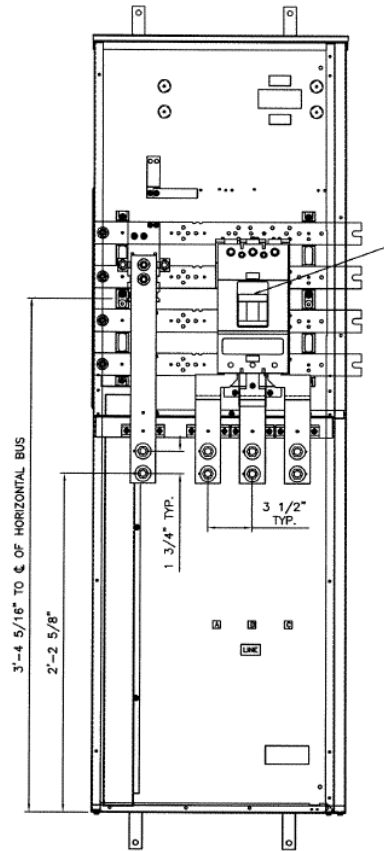 3'-4 5/16" TO ℄ OF HORIZONTAL BUS
2'-2 5/8"
1 3/4" TYP.
3 1/2"
TYP.
A B C
LINE